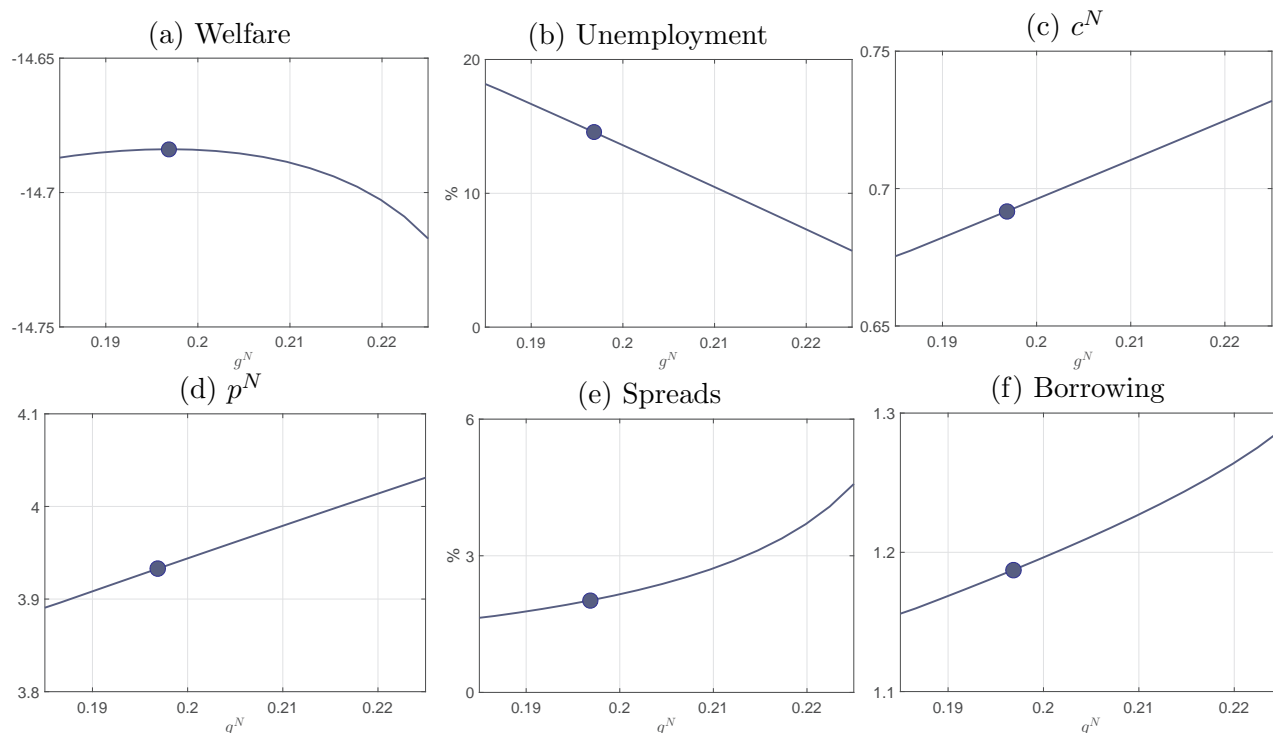 (a) Welfare
-14.65
-14.7
-14.75
0.19 0.2 0.21 0.22
g^N
(b) Unemployment
20
10
0
%
0.19 0.2 0.21 0.22
g^N
(c) c^N
0.75
0.7
0.65
0.19 0.2 0.21 0.22
g^N
(d) p^N
4.1
4
3.9
3.8
0.19 0.2 0.21 0.22
g^N
(e) Spreads
6
3
0
%
0.19 0.2 0.21 0.22
g^N
(f) Borrowing
1.3
1.2
1.1
0.19 0.2 0.21 0.22
g^N